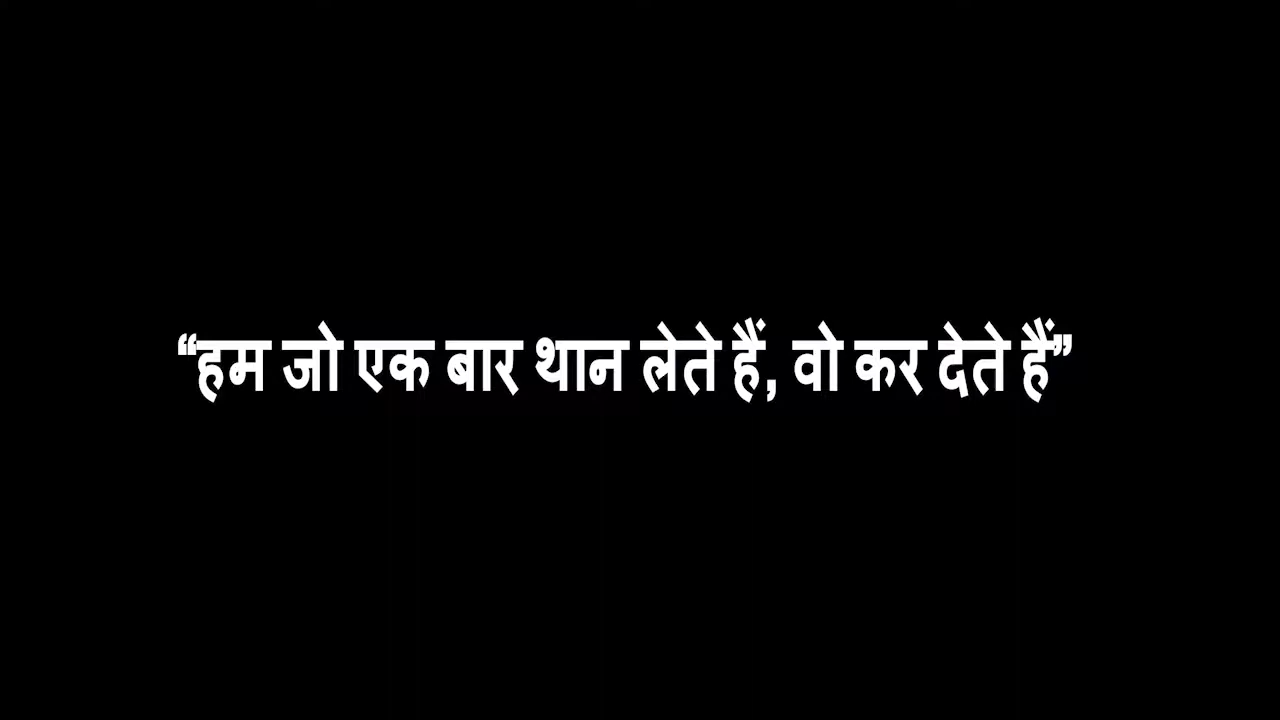 “हम जो एक बार थान लेते हैं, वो कर देते हैं”